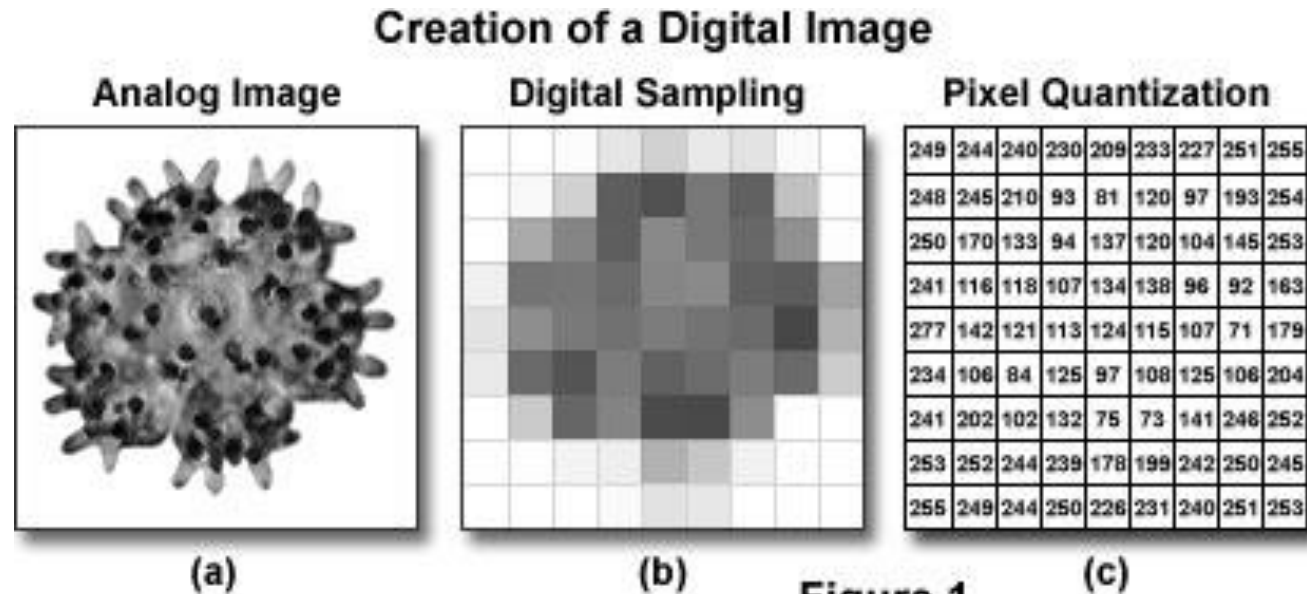 Creation of a Digital Image
Analog Image
Digital Sampling
Pixel Quantization
249 244 240 230 209 233 227 251 255
248 245 210 93 81 120 97 193 254
250 170 133 94 137 120 104 145 253
241 116 118 107 134 138 96 92 163
277 142 121 113 124 115 107 71 179
234 106 84 125 97 108 125 106 204
241 202 102 132 75 73 141 246 252
253 252 244 239 178 199 242 250 245
255 249 244 250 226 231 240 251 253
(a)
(b)
(c)
Figure 1